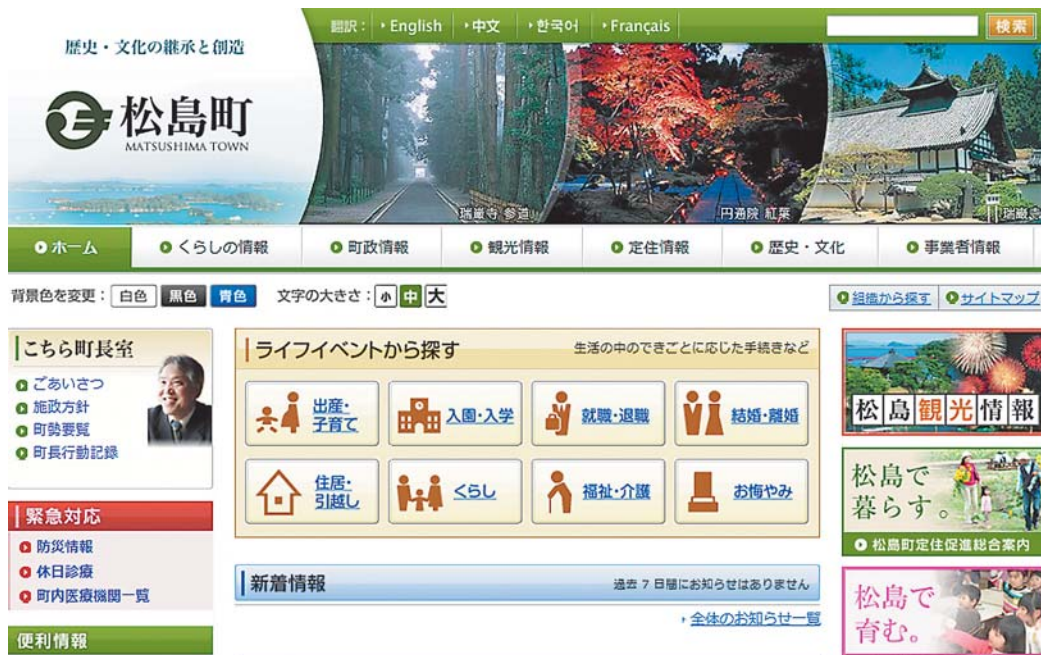 翻訳： English 中文 한국어 Français 検索
歴史・文化の継承と創造
松島町
MATSUSHIMA TOWN
瑞巌寺 参道
円通院 紅葉
瑞巌寺
ホーム くらしの情報 町政情報 観光情報 定住情報 歴史・文化 事業者情報
背景色を変更： 白色 黒色 青色 文字の大きさ： 小 中 大
組織から探す サイトマップ
こちら町長室
ごあいさつ
施政方針
町勢要覧
町長行動記録
緊急対応
防災情報
休日診療
町内医療機関一覧
便利情報
ライフイベントから探す 生活の中のできごとに応じた手続きなど
出産・
子育て
入園・入学
就職・退職
結婚・離婚
住居・
引越し
くらし
福祉・介護
お悔やみ
新着情報 過去 7 日間にお知らせはありません
全体のお知らせ一覧
松島観光情報
松島で
暮らす。
松島町定住促進総合案内
松島で
育む。